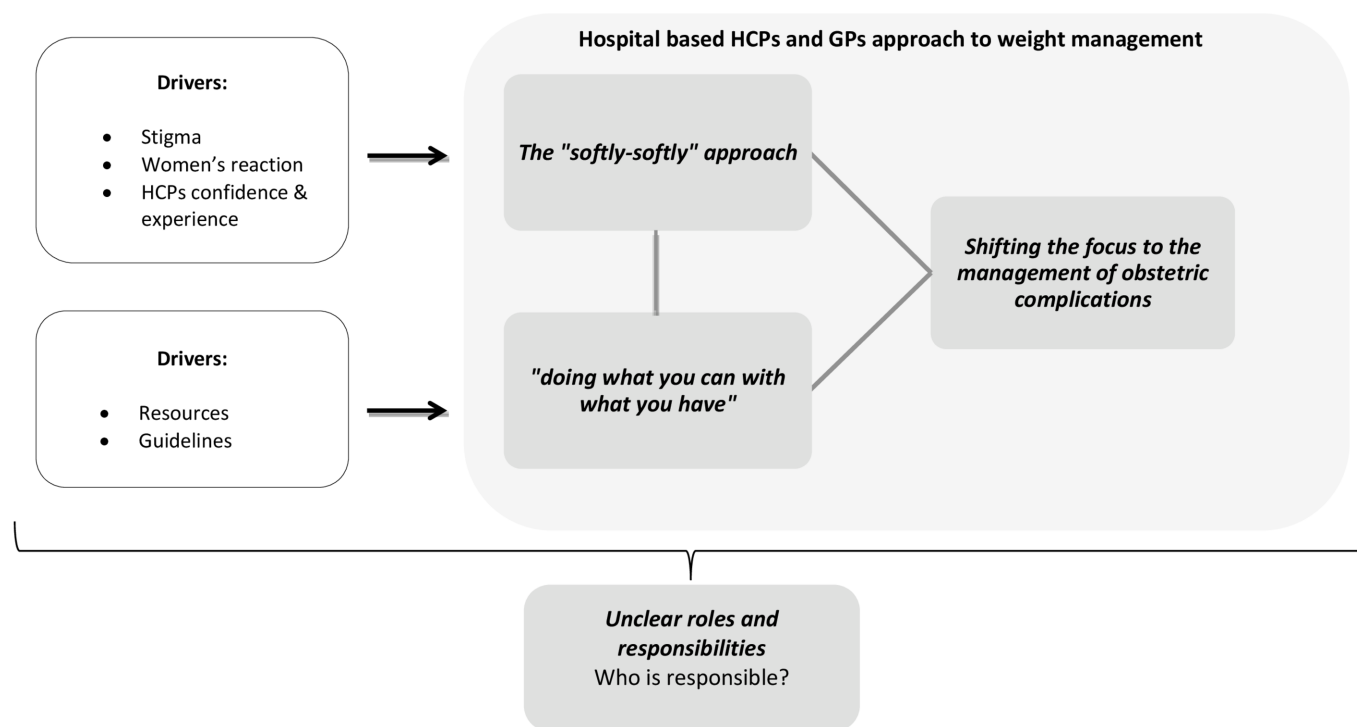 Hospital based HCPs and GPs approach to weight management
Drivers:
• Stigma
• Women’s reaction
• HCPs confidence &
experience
The "softly-softly" approach
Shifting the focus to the
management of obstetric
complications
Drivers:
• Resources
• Guidelines
"doing what you can with
what you have"
Unclear roles and
responsibilities
Who is responsible?